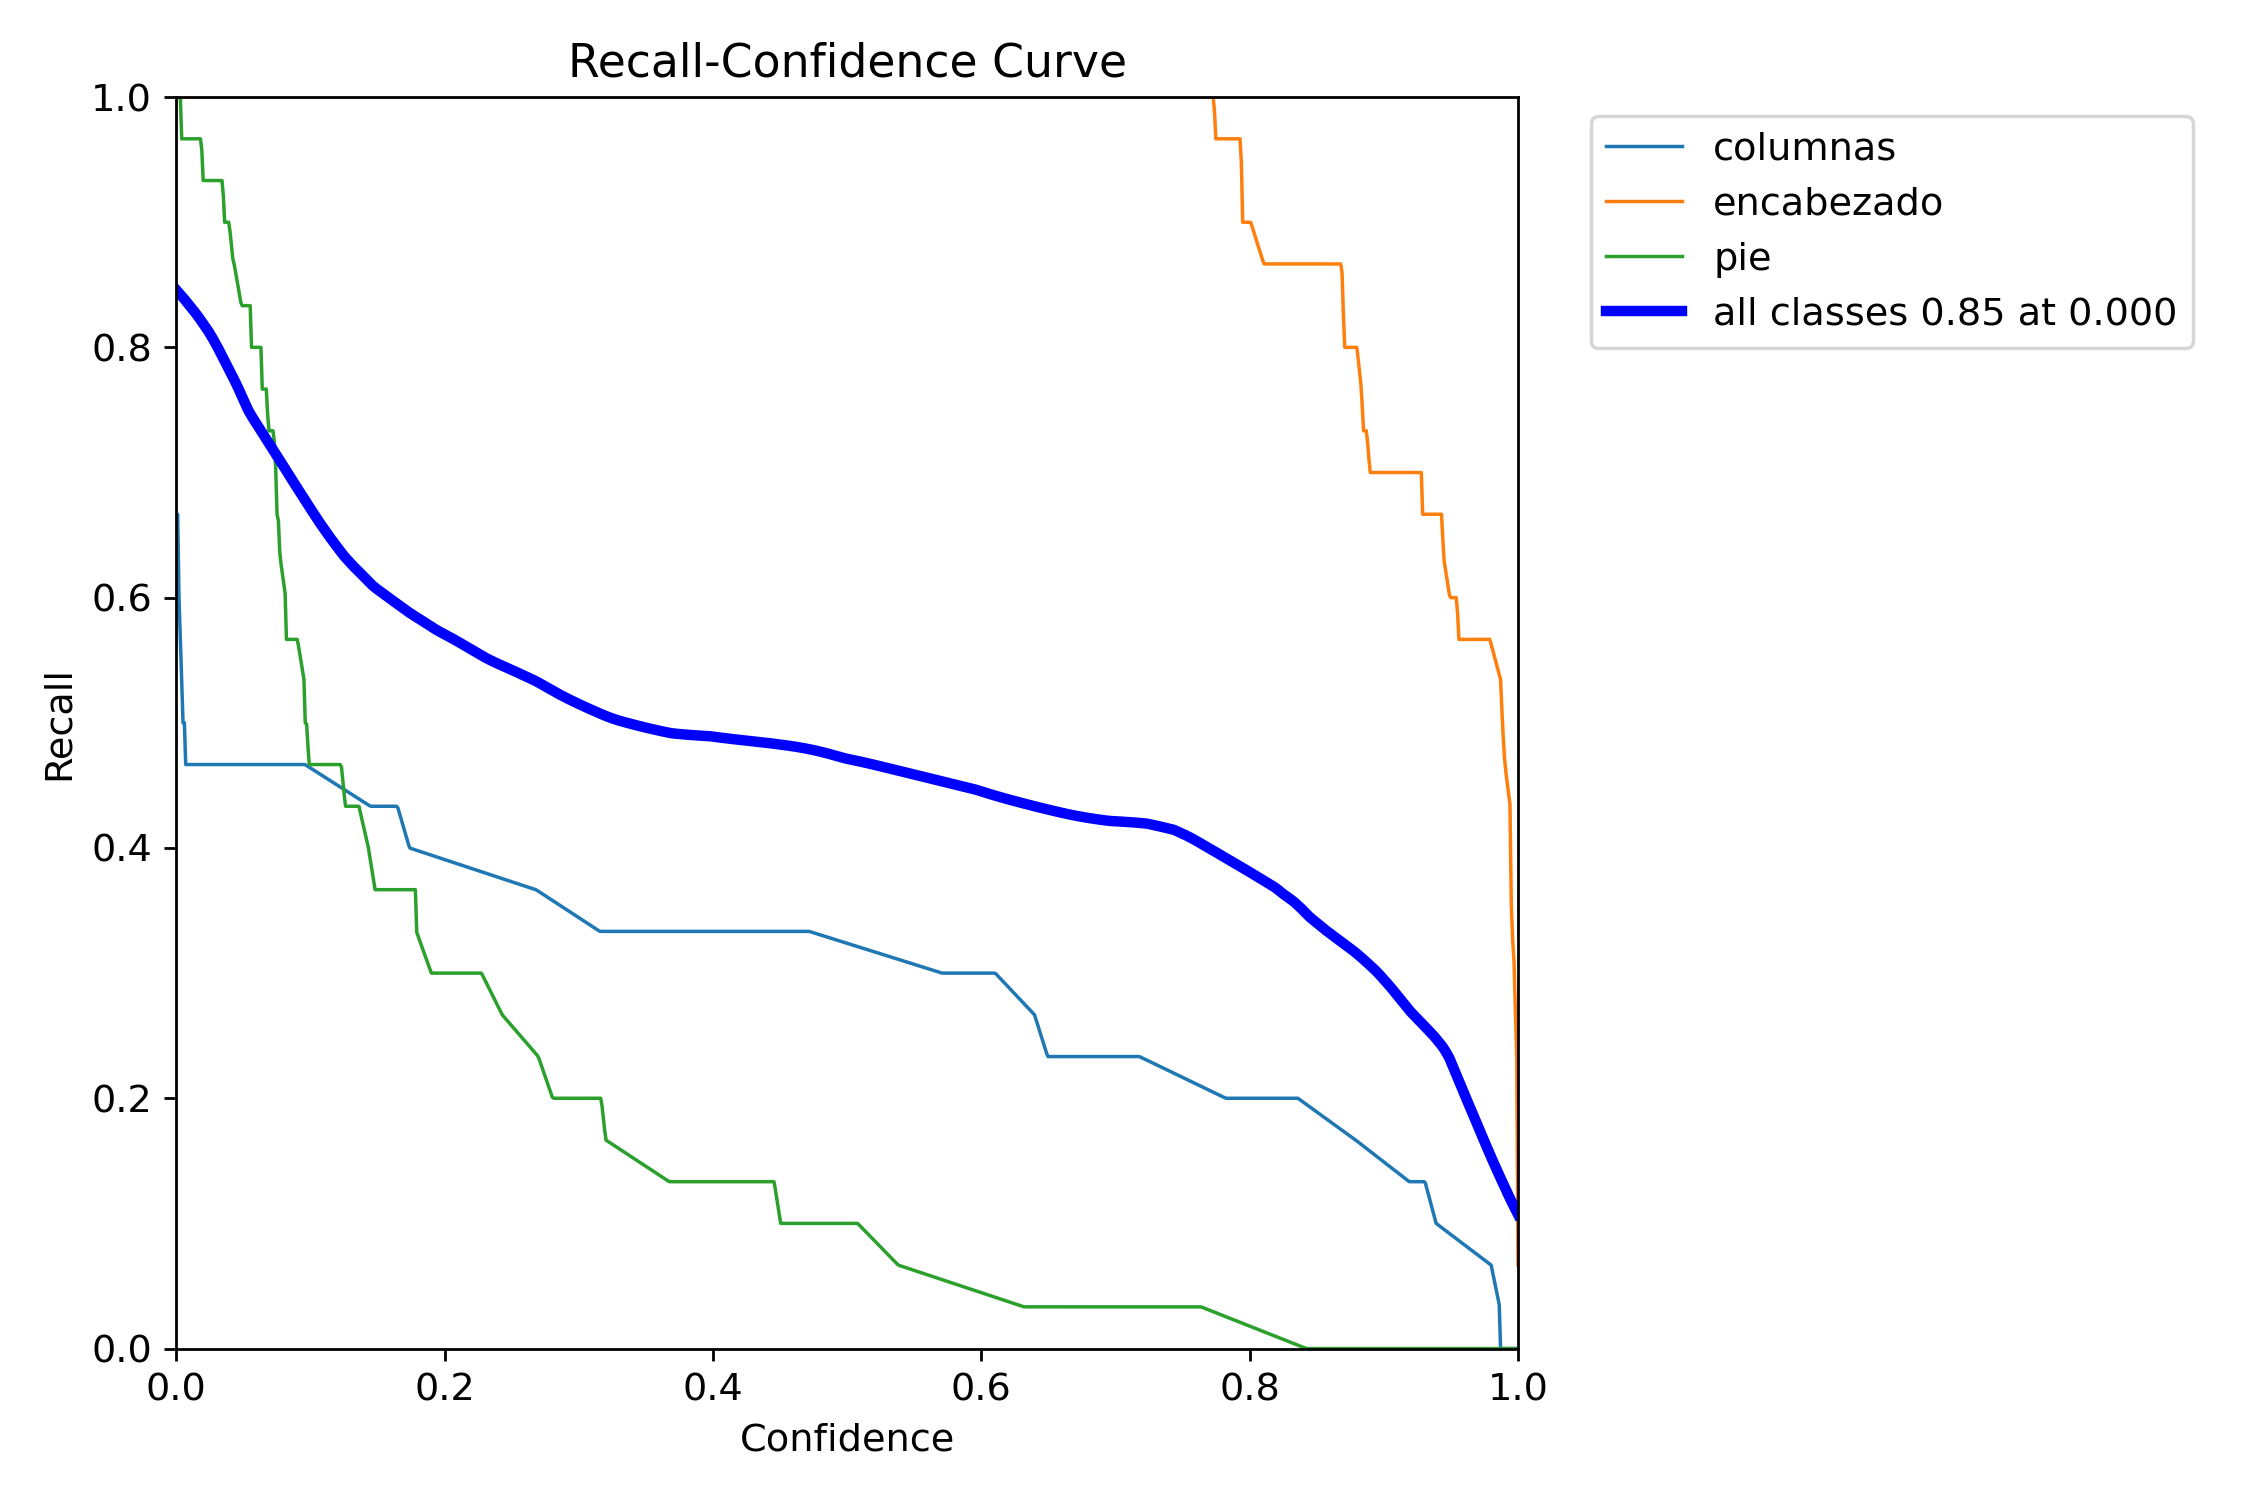 Recall-Confidence Curve
1.0
0.8
0.6
0.4
0.2
0.0
Recall
0.0 0.2 0.4 0.6 0.8 1.0
Confidence
columnas
encabezado
pie
all classes 0.85 at 0.000